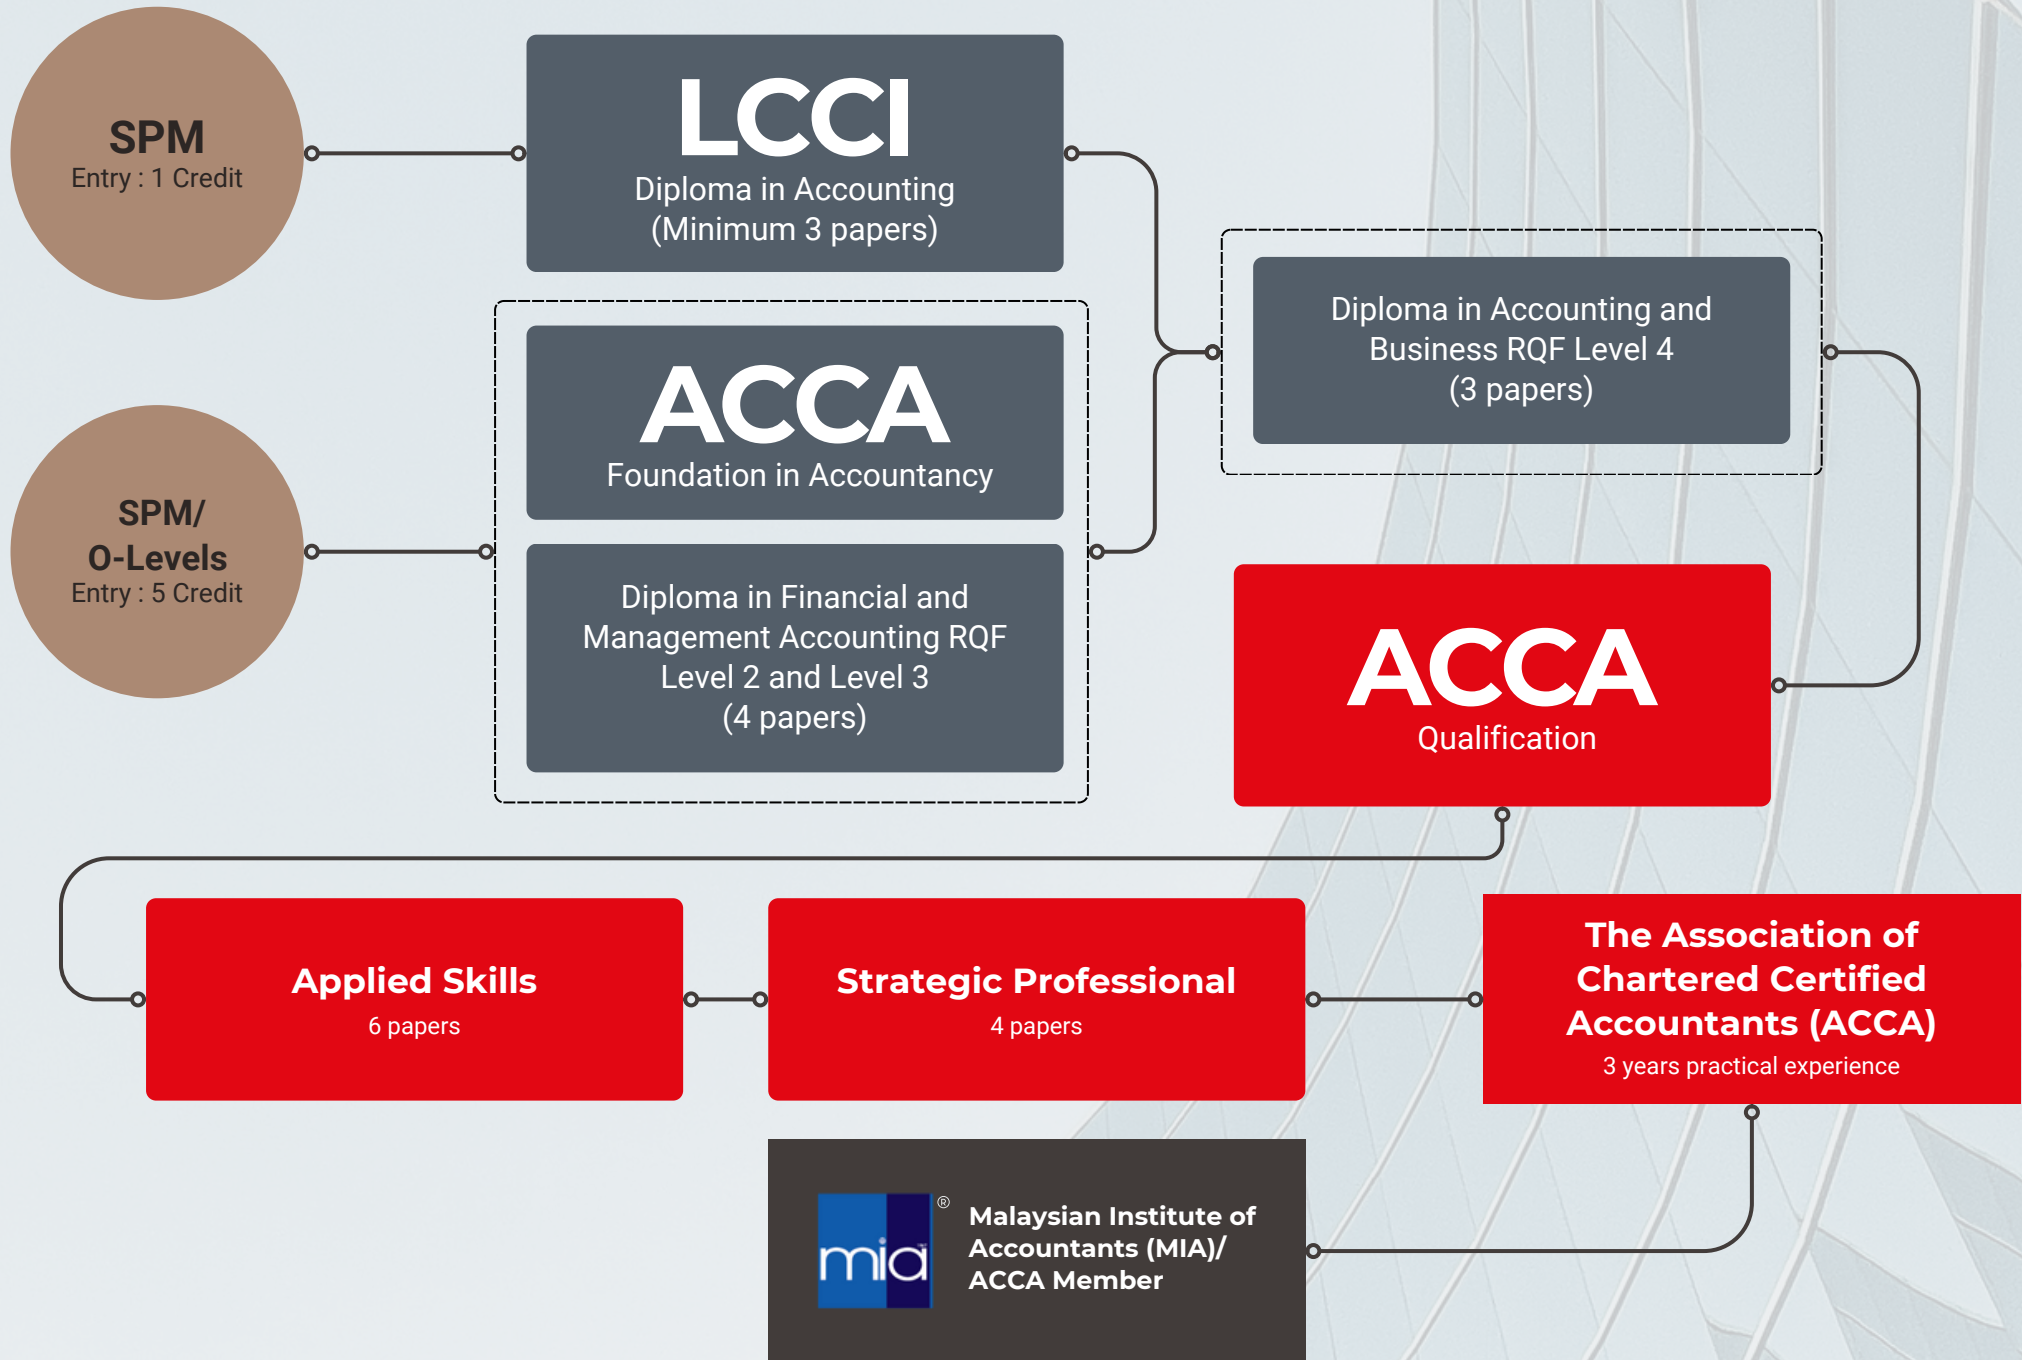 SPM
Entry : 1 Credit
LCCI
Diploma in Accounting
(Minimum 3 papers)
SPM/
O-Levels
Entry : 5 Credit
ACCA
Foundation in Accountancy
Diploma in Financial and
Management Accounting RQF
Level 2 and Level 3
(4 papers)
Diploma in Accounting and
Business RQF Level 4
(3 papers)
ACCA
Qualification
Applied Skills
6 papers
Strategic Professional
4 papers
The Association of
Chartered Certified
Accountants (ACCA)
3 years practical experience
mia
®
Malaysian Institute of
Accountants (MIA)/
ACCA Member